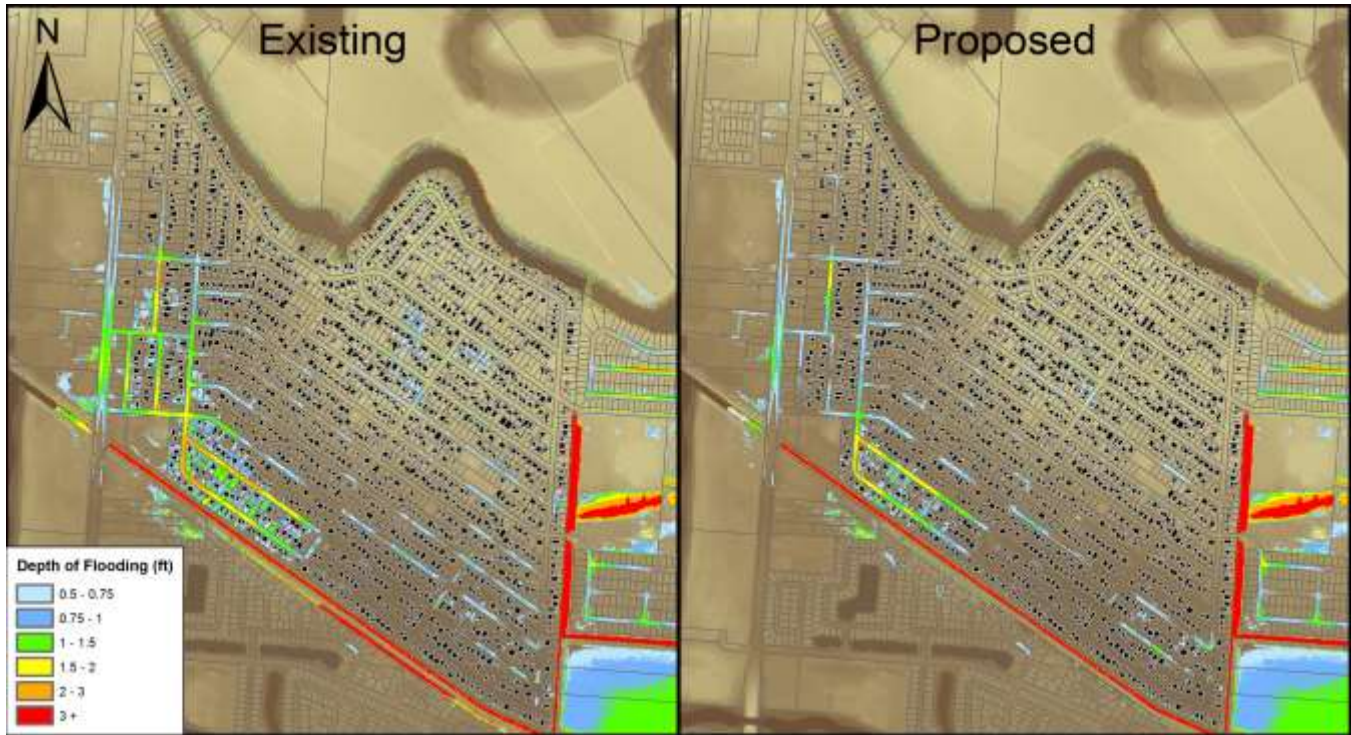 N
Existing
Proposed
Depth of Flooding (ft)
0.5 - 0.75
0.75 - 1
1 - 1.5
1.5 - 2
2 - 3
3 +